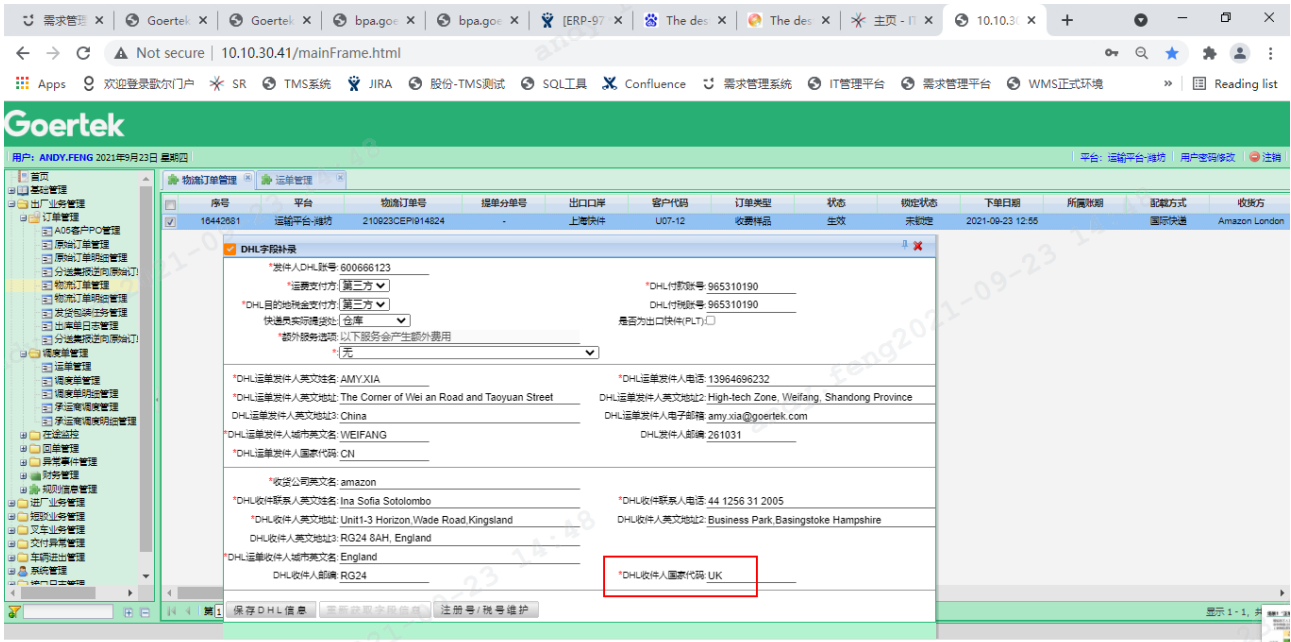 需求管理 Goertek Goertek bpa.goe bpa.goe [ERP-97 The des The des 主页 - IT 10.10.30
Not secure 10.10.30.41/mainFrame.html
Apps 欢迎登录歌尔门户 SR TMS系统 JIRA 股份-TMS测试 SQL工具 Confluence 需求管理系统 IT管理平台 需求管理平台 WMS正式环境 » Reading list
Goertek
用户: ANDY.FENG 2021年9月23日 星期四 平台: 运输平台-潍坊 用户密码修改 注销
首页
基础管理
出厂业务管理
订单管理
A05客户PO管理
原始订单管理
原始订单明细管理
分送集报逆向原始订
物流订单管理
物流订单明细管理
发货包装任务管理
出库单日志管理
分送集报逆向原始订
调度单管理
运单管理
调度单管理
调度单明细管理
承运商调度管理
承运商调度明细管理
在途监控
回单管理
异常事件管理
财务管理
规则信息管理
进厂业务管理
短驳业务管理
叉车业务管理
交付异常管理
车辆进出管理
系统管理
接口日志管理
物流订单管理 运单管理
序号 平台 物流订单号 提单分单号 出口口岸 客户代码 订单类型 状态 锁定状态 下单日期 所属账期 配载方式 收货方
16442681 运输平台-潍坊 210923CEPI914824 - 上海快件 U07-12 收费样品 生效 未锁定 2021-09-23 12:55 国际快递 Amazon London
DHL字段补录
*发件人DHL账号: 600666123
*运费支付方: 第三方 *DHL付款账号: 965310190
*DHL目的地税金支付方: 第三方 DHL付税账号: 965310190
快递员实际提货处: 仓库 是否为出口快件(PLT):
*额外服务选项: 以下服务会产生额外费用
*: 无
*DHL运单发件人英文姓名: AMY.XIA *DHL运单发件人电话: 13964696232
*DHL运单发件人英文地址: The Corner of Wei an Road and Taoyuan Street DHL运单发件人英文地址2: High-tech Zone, Weifang, Shandong Province
DHL运单发件人英文地址3: China DHL运单发件人电子邮箱: amy.xia@goertek.com
*DHL运单发件人城市英文名: WEIFANG DHL发件人邮编: 261031
*DHL运单发件人国家代码: CN
*收货公司英文名: amazon
*DHL收件联系人英文姓名: Ina Sofia Sotolombo *DHL收件联系人电话: 44 1256 31 2005
*DHL收件人英文地址: Unit1-3 Horizon,Wade Road,Kingsland DHL收件人英文地址2: Business Park,Basingstoke Hampshire
DHL收件人英文地址3: RG24 8AH, England
*DHL运单收件人城市英文名: England
DHL收件人邮编: RG24 *DHL收件人国家代码: UK
保存DHL信息 重新获取字段信息 注册号/税号维护
第 1 显示 1 - 1, 共